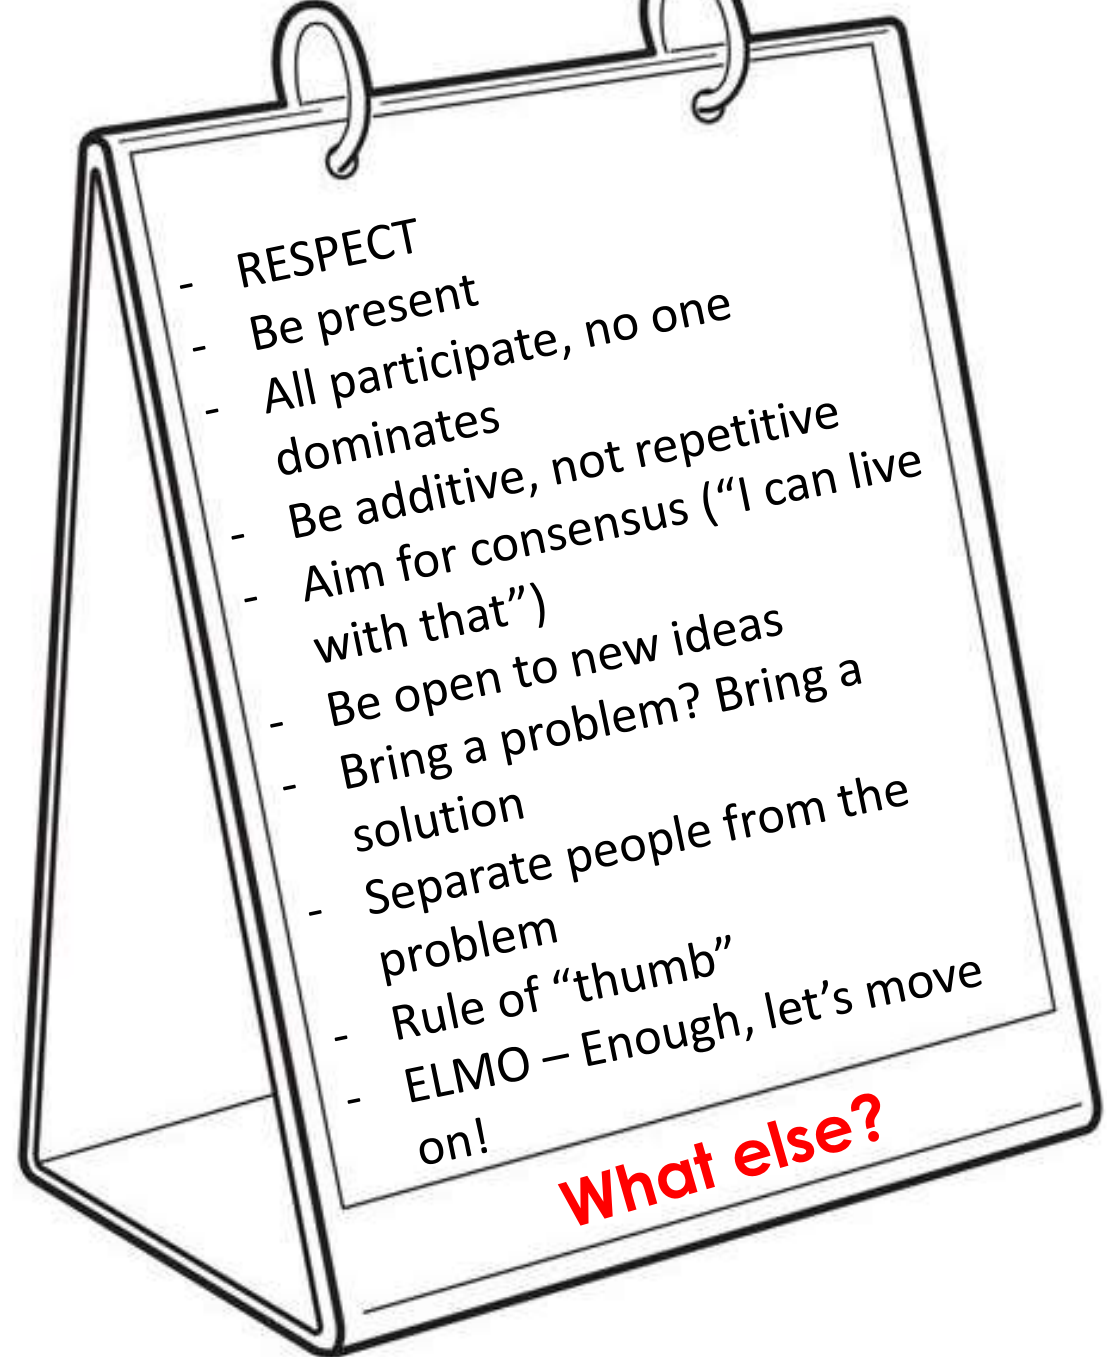 - RESPECT
- Be present
- All participate, no one
dominates
- Be additive, not repetitive
- Aim for consensus (“I can live
with that”)
- Be open to new ideas
- Bring a problem? Bring a
solution
- Separate people from the
problem
- Rule of “thumb”
- ELMO – Enough, let’s move
on!
What else?